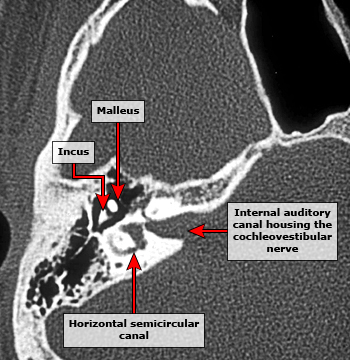 Malleus
Incus
Internal auditory
canal housing the
cochleovestibular
nerve
Horizontal semicircular
canal